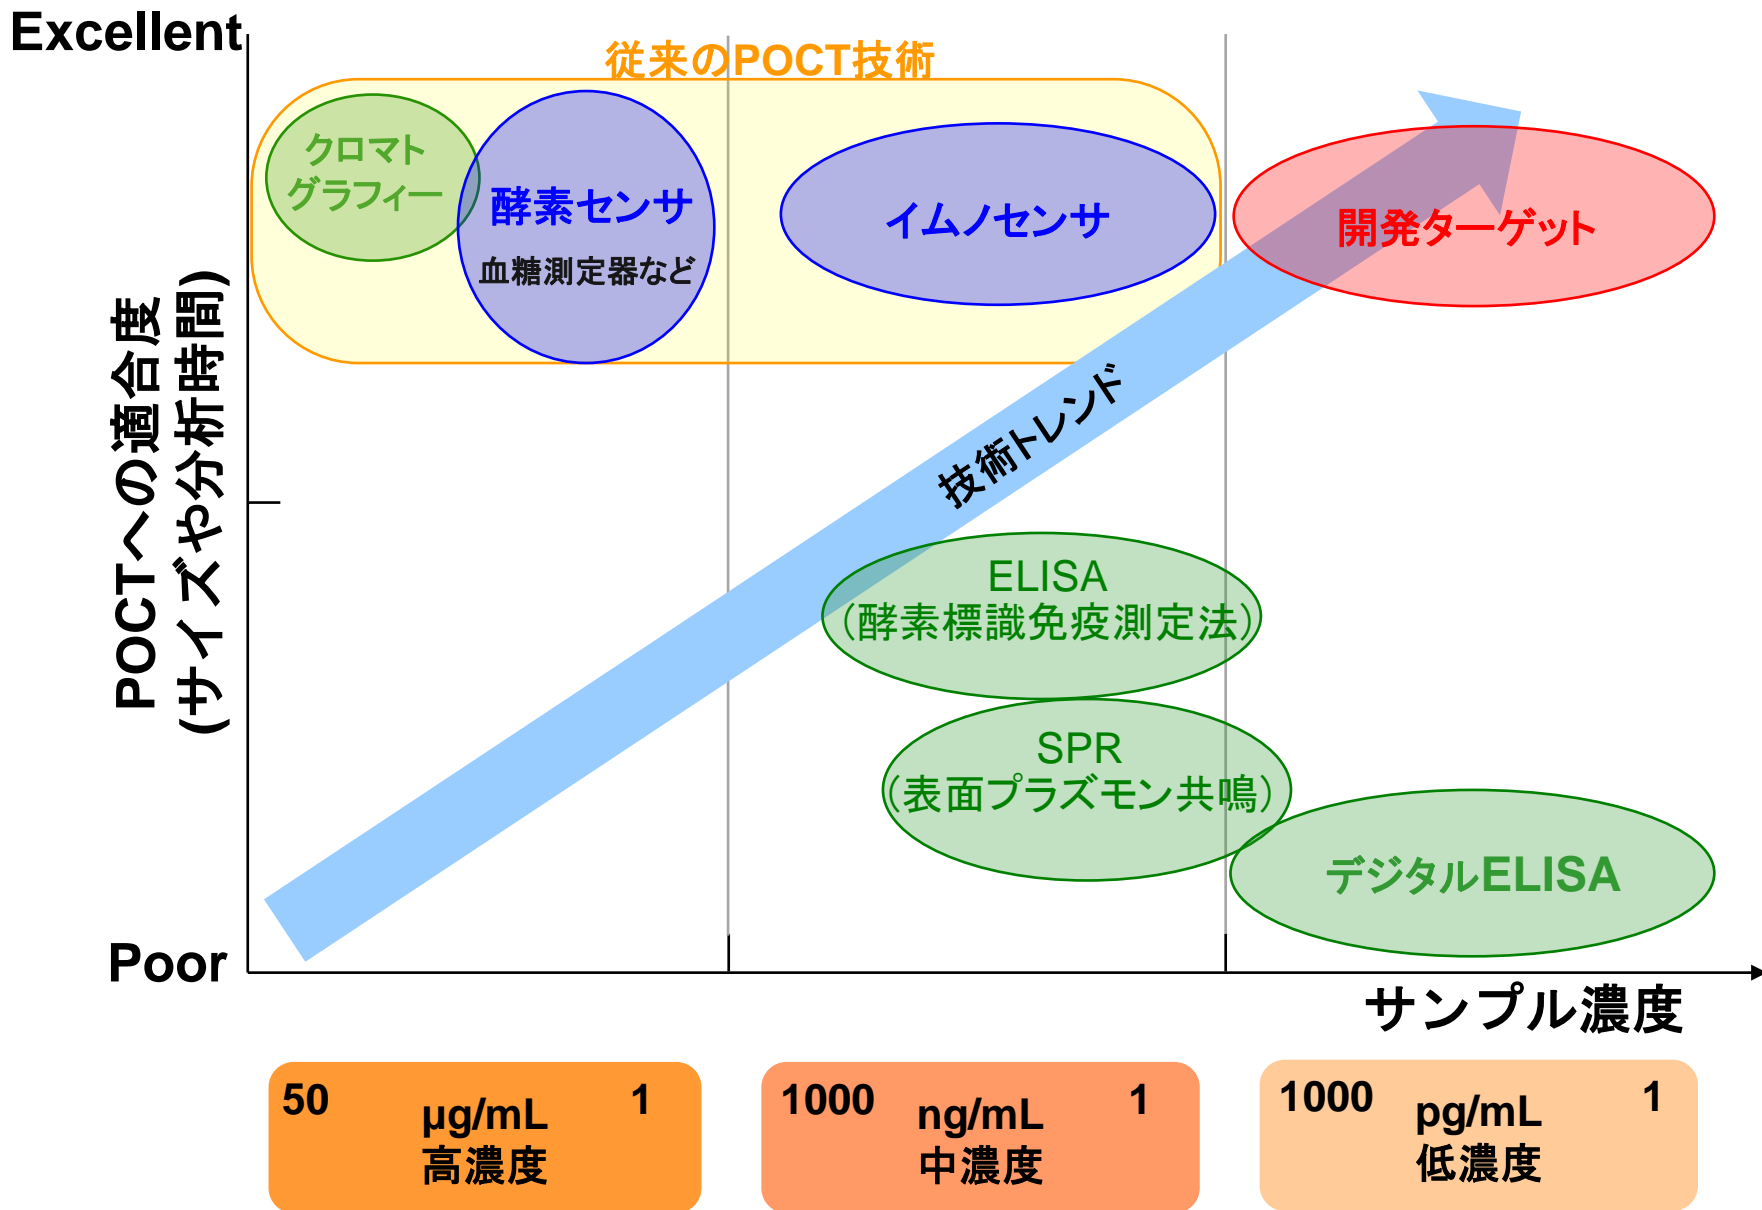 Excellent
従来のPOCT技術
クロマト
グラフィー
酵素センサ
血糖測定器など
イムノセンサ
開発ターゲット
POCTへの適合度
(サイズや分析時間)
技術トレンド
ELISA
（酵素標識免疫測定法）
SPR
（表面プラズモン共鳴）
デジタルELISA
Poor
サンプル濃度
50 μg/mL 1
高濃度
1000 ng/mL 1
中濃度
1000 pg/mL 1
低濃度